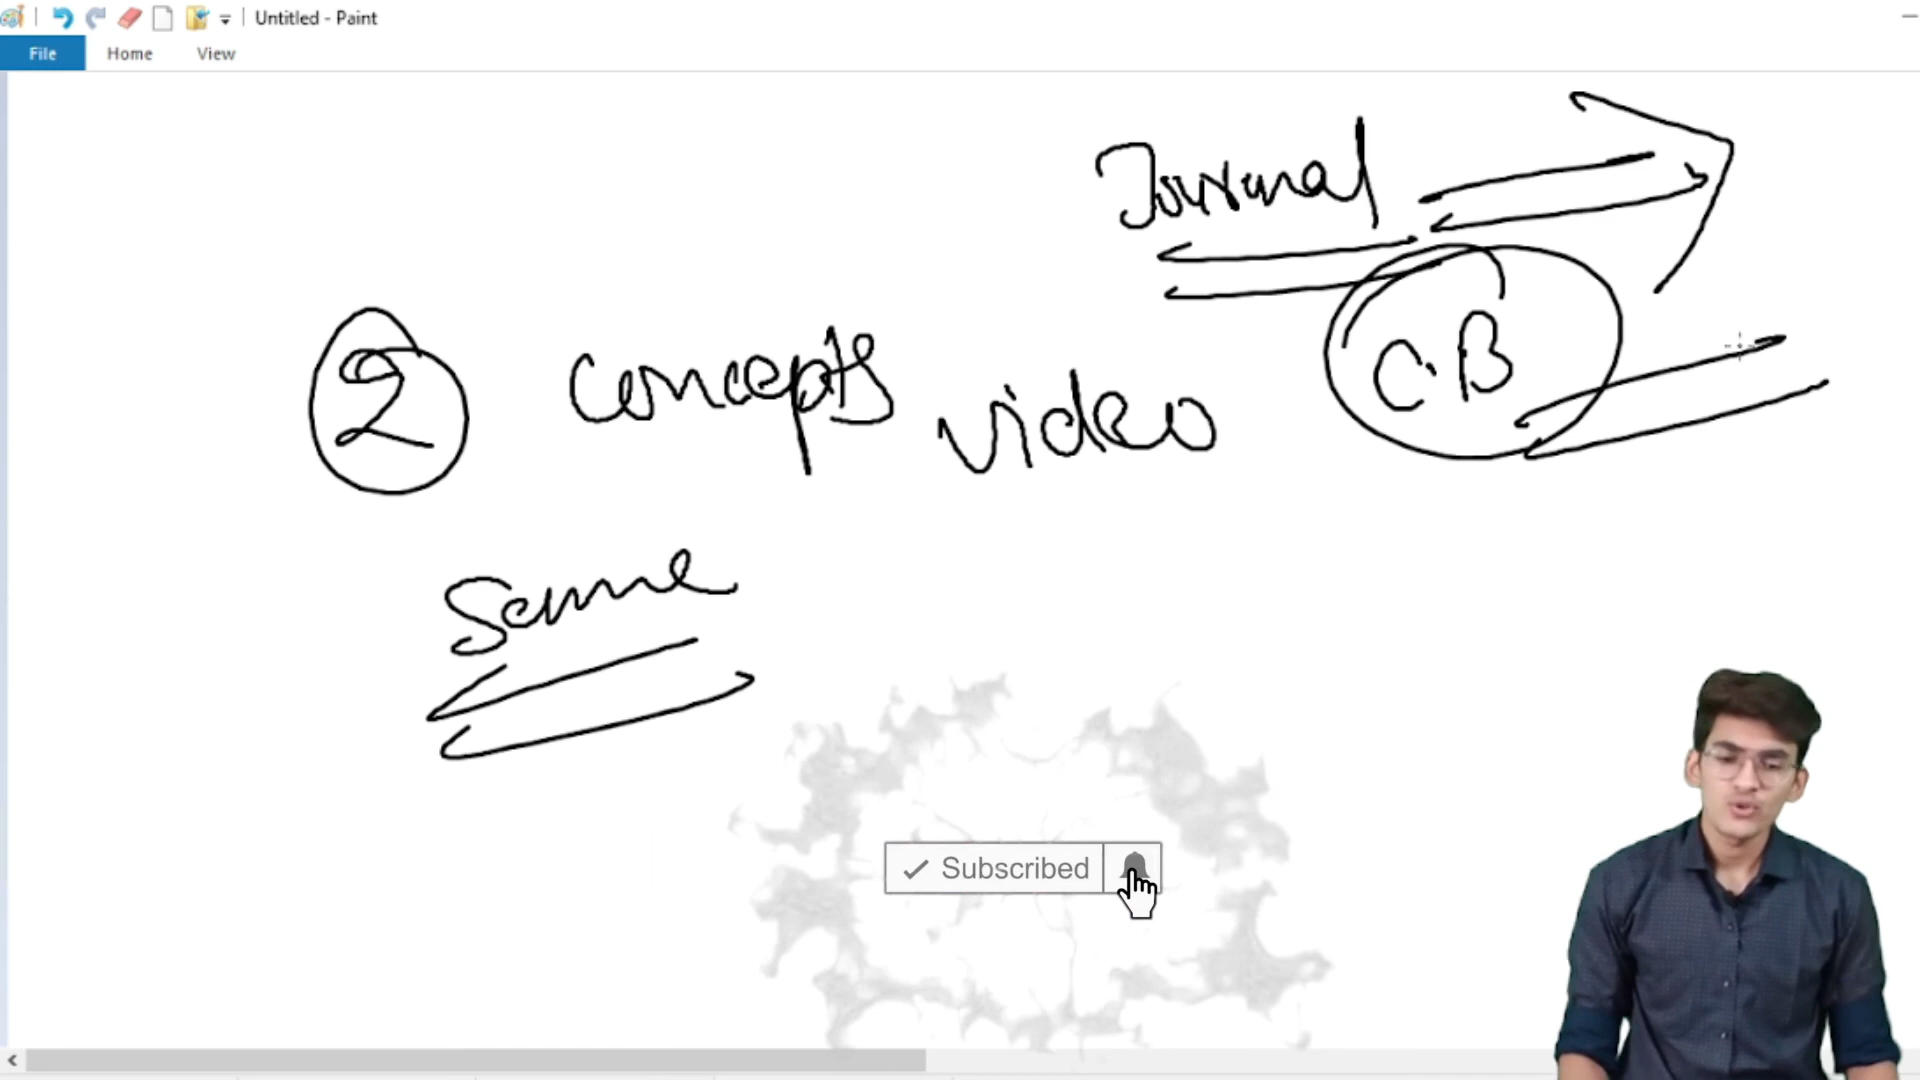 Untitled - Paint
File Home View
Journal
2 concepts video C.B
Same
Subscribed